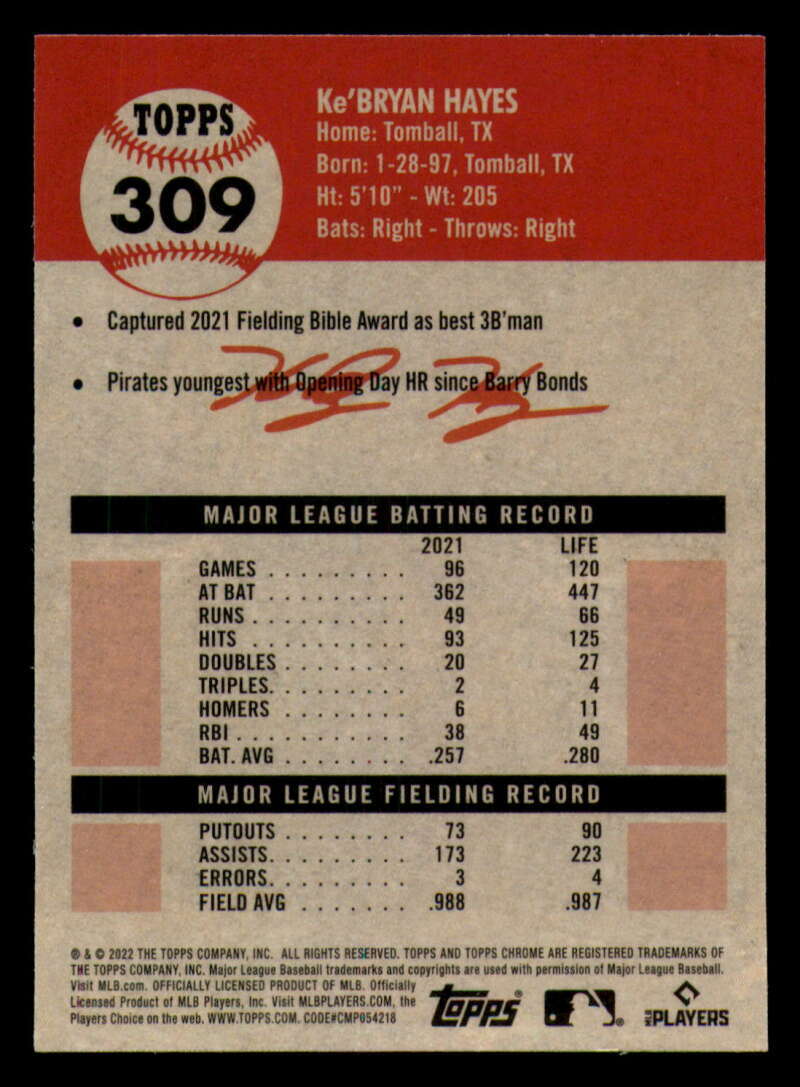 TOPPS
309
Ke'BRYAN HAYES
Home: Tomball, TX
Born: 1-28-97, Tomball, TX
Ht: 5'10" - Wt: 205
Bats: Right - Throws: Right
• Captured 2021 Fielding Bible Award as best 3B'man
• Pirates youngest with Opening Day HR since Barry Bonds
MAJOR LEAGUE BATTING RECORD
2021 LIFE
GAMES . . . . . . . . . 96 120
AT BAT . . . . . . . . . 362 447
RUNS . . . . . . . . . . 49 66
HITS . . . . . . . . . . 93 125
DOUBLES . . . . . . . . 20 27
TRIPLES. . . . . . . . . 2 4
HOMERS . . . . . . . . 6 11
RBI . . . . . . . . . . . 38 49
BAT. AVG . . . . . . . . .257 .280
MAJOR LEAGUE FIELDING RECORD
PUTOUTS . . . . . . . . 73 90
ASSISTS. . . . . . . . . 173 223
ERRORS. . . . . . . . . 3 4
FIELD AVG . . . . . . . .988 .987
® & © 2022 THE TOPPS COMPANY, INC. ALL RIGHTS RESERVED. TOPPS AND TOPPS CHROME ARE REGISTERED TRADEMARKS OF
THE TOPPS COMPANY, INC. Major League Baseball trademarks and copyrights are used with permission of Major League Baseball.
Visit MLB.com. OFFICIALLY LICENSED PRODUCT OF MLB. Officially
Licensed Product of MLB Players, Inc. Visit MLBPLAYERS.COM, the
Players Choice on the web. WWW.TOPPS.COM. CODE#CMP054218
Topps®
MLB PLAYERS